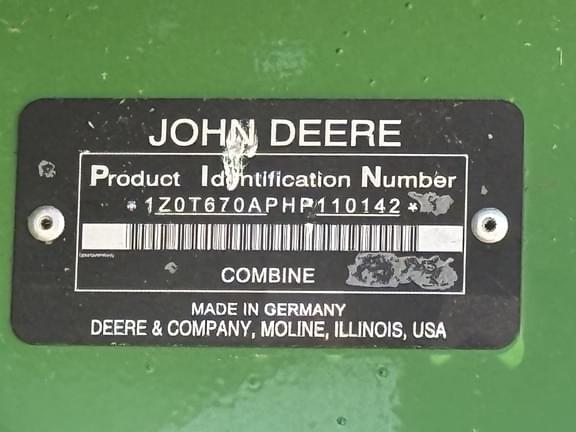 JOHN DEERE
Product Identification Number
*1Z0T670APHP110142*
COMBINE
MADE IN GERMANY
DEERE & COMPANY, MOLINE, ILLINOIS, USA